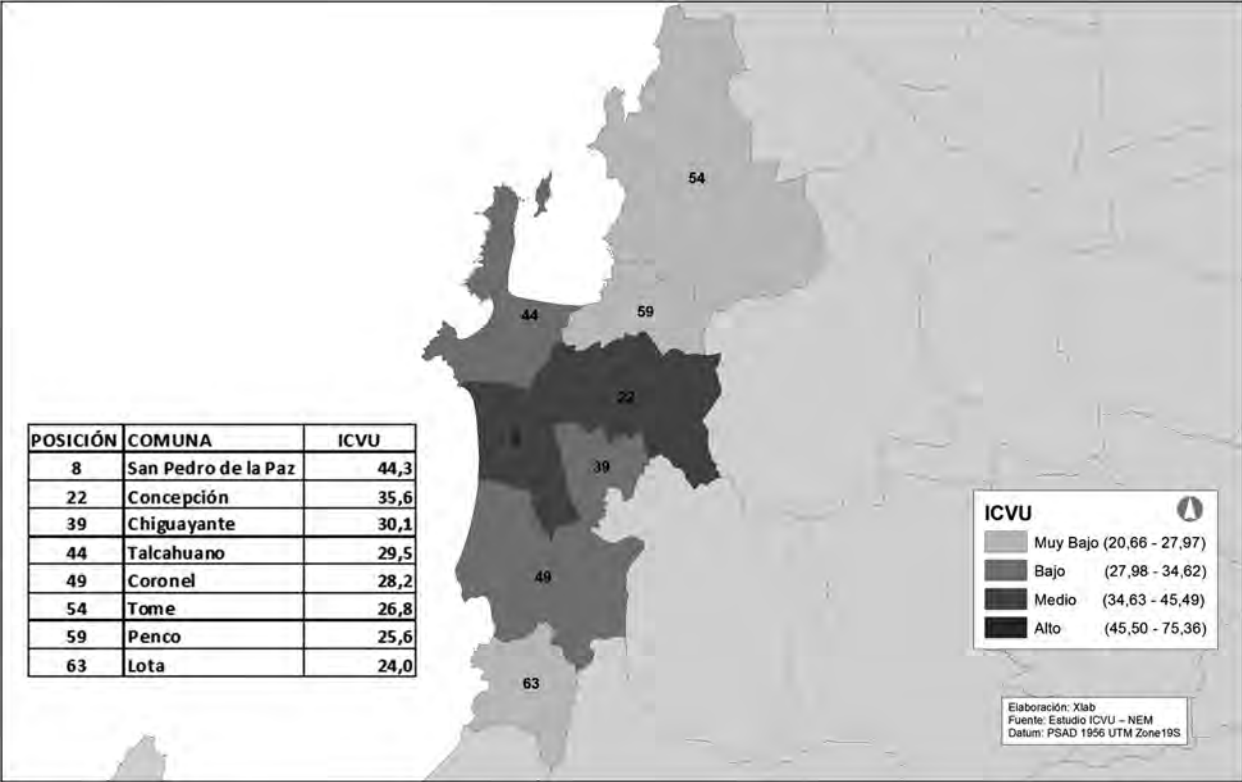 54
59
44
22
8
39
49
63
POSICIÓN COMUNA ICVU
8 San Pedro de la Paz 44,3
22 Concepción 35,6
39 Chiguayante 30,1
44 Talcahuano 29,5
49 Coronel 28,2
54 Tome 26,8
59 Penco 25,6
63 Lota 24,0
ICVU
Muy Bajo (20,66 - 27,97)
Bajo (27,98 - 34,62)
Medio (34,63 - 45,49)
Alto (45,50 - 75,36)
Elaboración: Xlab
Fuente: Estudio ICVU – NEM
Datum: PSAD 1956 UTM Zone19S